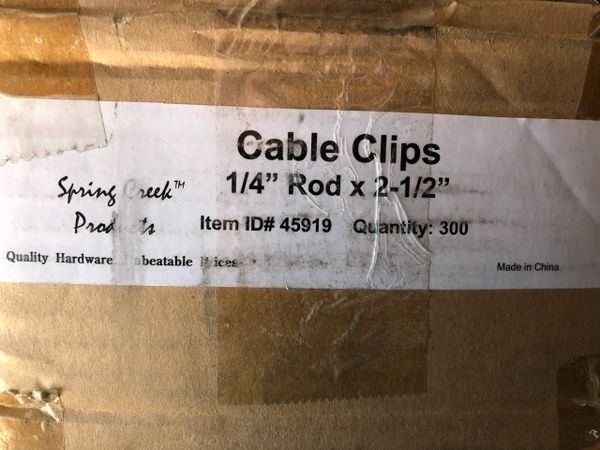 Cable Clips
1/4” Rod x 2-1/2”
Spring Creek™
Products
Item ID# 45919 Quantity: 300
Quality Hardware
Made in China